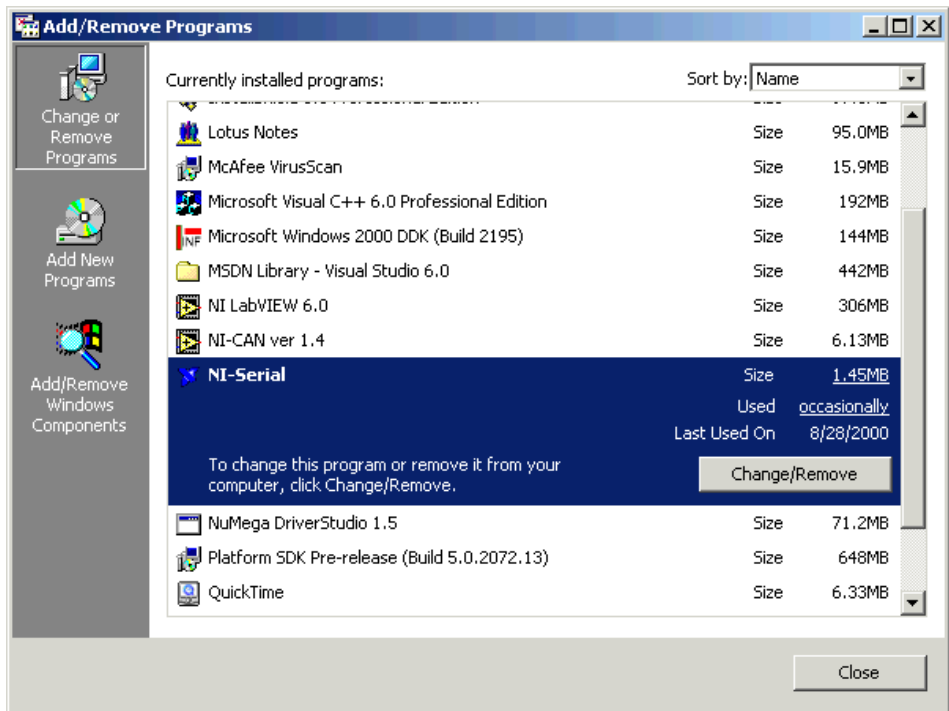 Add/Remove Programs
Change or
Remove
Programs
Add New
Programs
Add/Remove
Windows
Components
Currently installed programs:
Sort by: Name
Lotus Notes Size 95.0MB
McAfee VirusScan Size 15.9MB
Microsoft Visual C++ 6.0 Professional Edition Size 192MB
INF Microsoft Windows 2000 DDK (Build 2195) Size 144MB
MSDN Library - Visual Studio 6.0 Size 442MB
NI LabVIEW 6.0 Size 306MB
NI-CAN ver 1.4 Size 6.13MB
NI-Serial Size 1.45MB
Used occasionally
Last Used On 8/28/2000
To change this program or remove it from your
computer, click Change/Remove.
Change/Remove
NuMega DriverStudio 1.5 Size 71.2MB
Platform SDK Pre-release (Build 5.0.2072.13) Size 648MB
QuickTime Size 6.33MB
Close